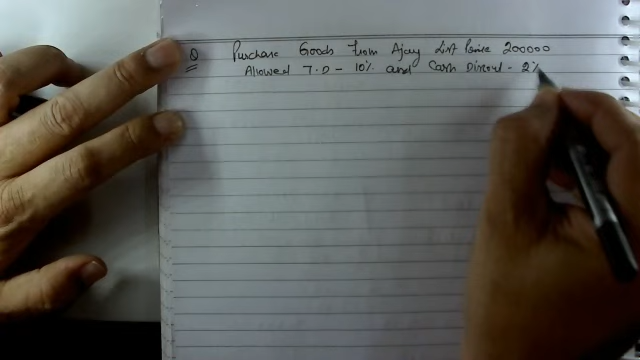 Q Purchase Goods from Ajay List Price 200000
Allowed T.D - 10% and Cash Discount - 2%